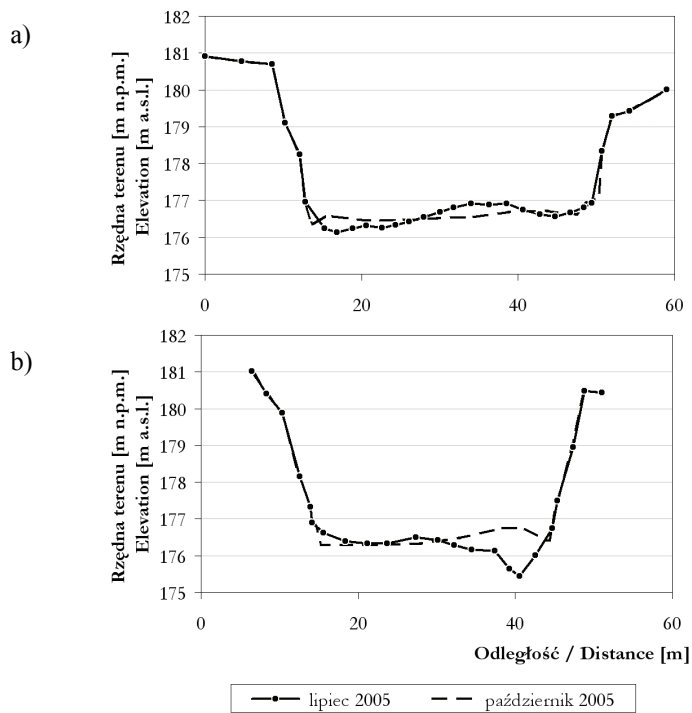 a)
Rzędna terenu [m n.p.m.]
Elevation [m a.s.l.]
182
181
180
179
178
177
176
175
0
20
40
60
b)
Rzędna terenu [m n.p.m.]
Elevation [m a.s.l.]
182
181
180
179
178
177
176
175
0
20
40
60
Odległość / Distance [m]
lipiec 2005
październik 2005